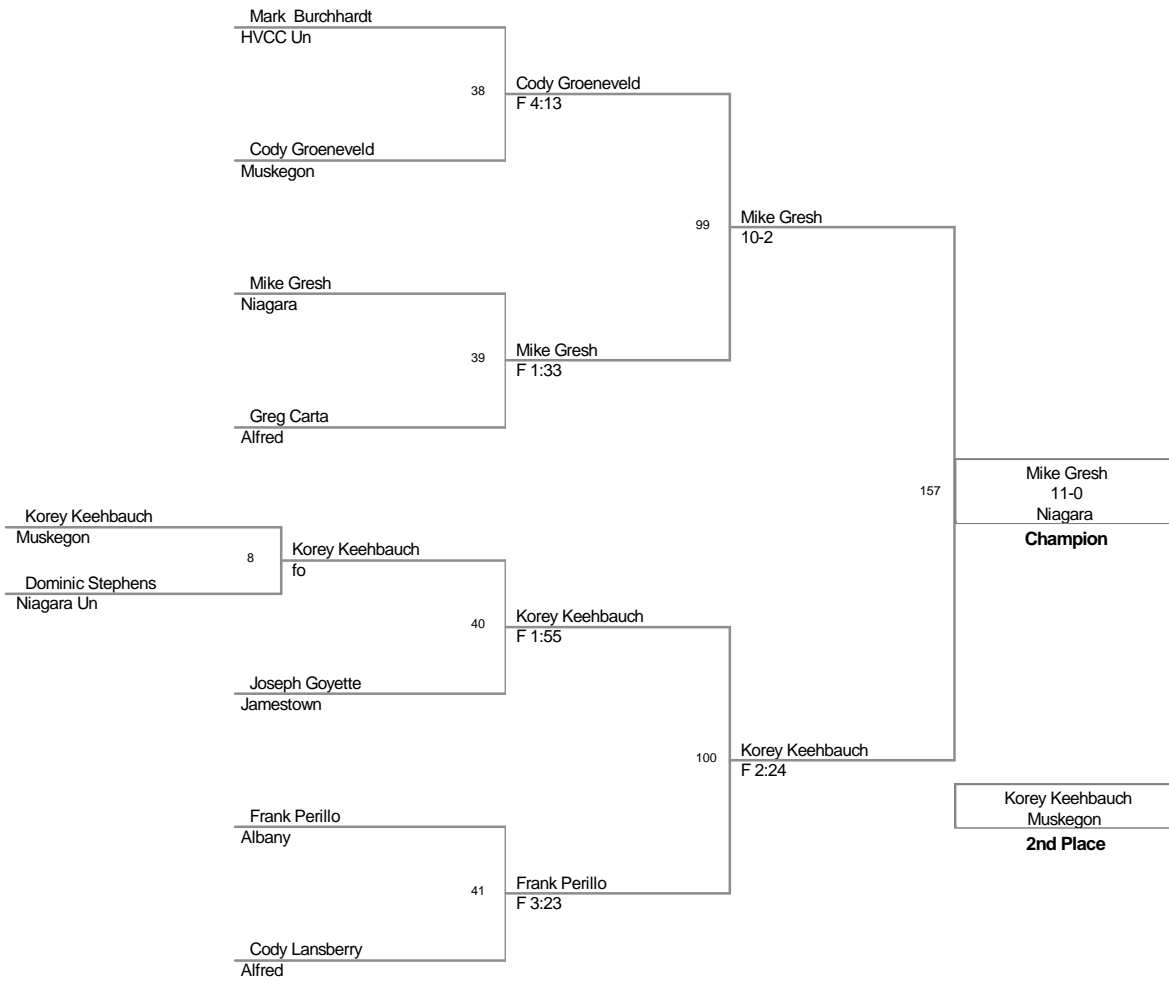 Mark Burchhardt
HVCC Un
38
Cody Groeneveld
F 4:13
Cody Groeneveld
Muskegon
99
Mike Gresh
10-2
Mike Gresh
Niagara
39
Mike Gresh
F 1:33
Greg Carta
Alfred
157
Mike Gresh
11-0
Niagara
Champion
Korey Keehbauch
Muskegon
8
Korey Keehbauch
fo
Dominic Stephens
Niagara Un
40
Korey Keehbauch
F 1:55
Joseph Goyette
Jamestown
100
Korey Keehbauch
F 2:24
Korey Keehbauch
Muskegon
2nd Place
Frank Perillo
Albany
41
Frank Perillo
F 3:23
Cody Lansberry
Alfred